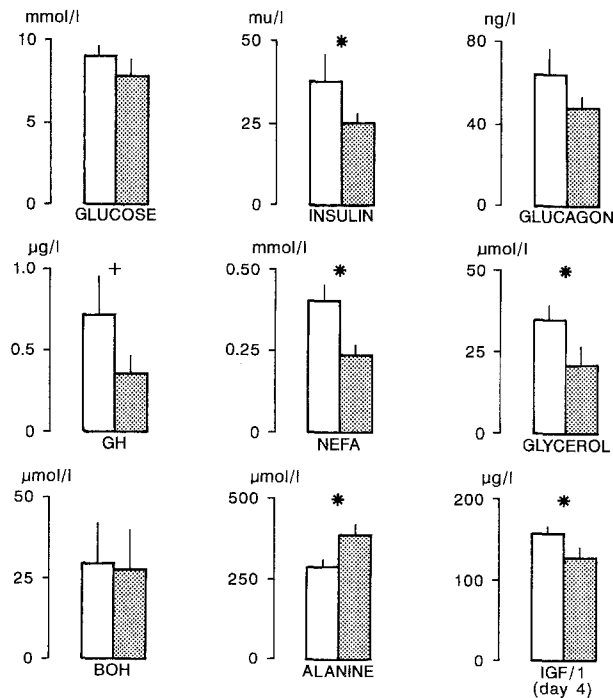 mmol/l
10
5
0
GLUCOSE
mu/l
50
25
0
*
INSULIN
ng/l
80
40
0
GLUCAGON
µg/l
1.0
0.5
0
+
GH
mmol/l
0.50
0.25
0
*
NEFA
µmol/l
50
25
0
*
GLYCEROL
µmol/l
50
25
0
BOH
µmol/l
500
250
0
*
ALANINE
µg/l
200
100
0
*
IGF/1
(day 4)